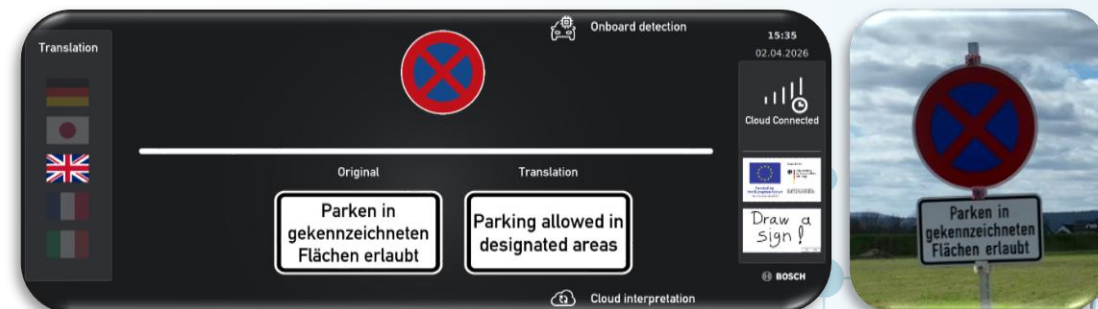 Translation
Onboard detection
15:35
02.04.2026
Cloud Connected
Original
Translation
Parken in
gekennzeichneten
Flächen erlaubt
Parking allowed in
designated areas
Draw a
sign!
BOSCH
Cloud interpretation
Parken in
gekennzeichneten
Flächen erlaubt